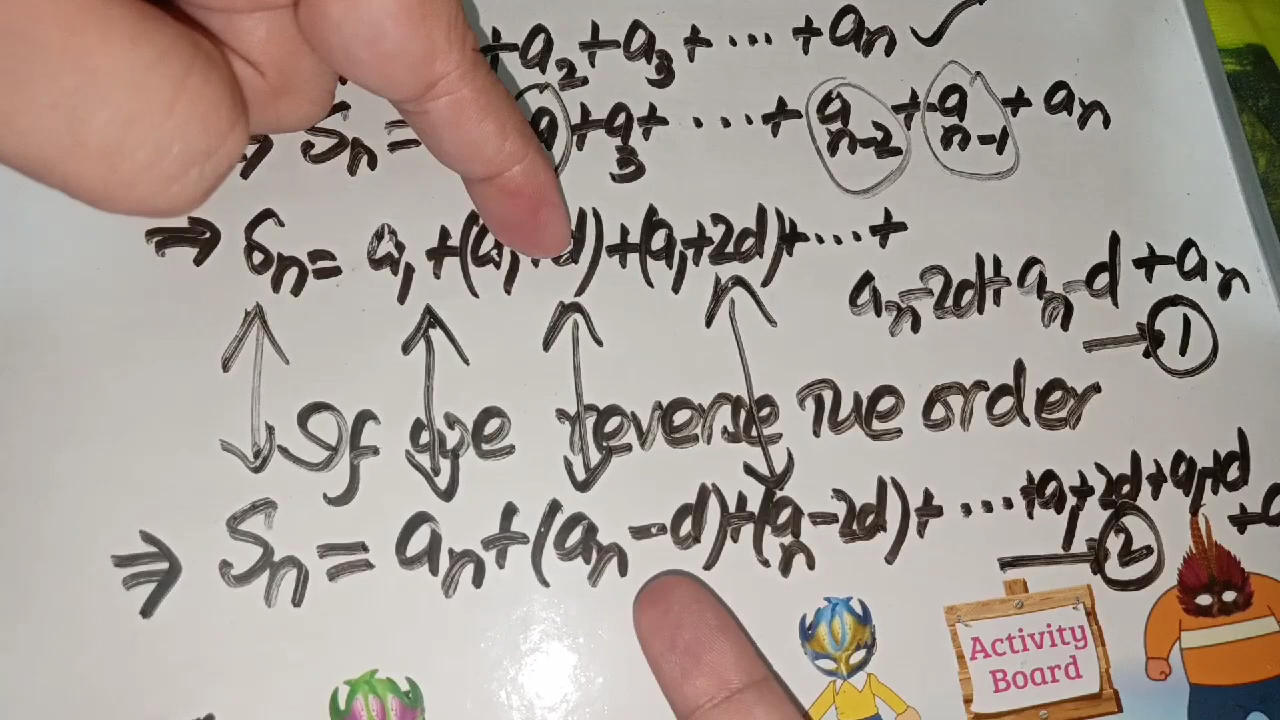 +a₂+a₃+...+aₙ ✓
⇒ Sₙ= a +a₃+...+aₙ₋₂+aₙ₋₁+aₙ
⇒ Sₙ= a₁+(a₁+d)+(a₁+2d)+...+
aₙ-2d+aₙ-d+aₙ
→①
If we reverse the order
⇒ Sₙ = aₙ+(aₙ-d)+(aₙ-2d)+...+a₁+2d+a₁+d
→②
Activity
Board